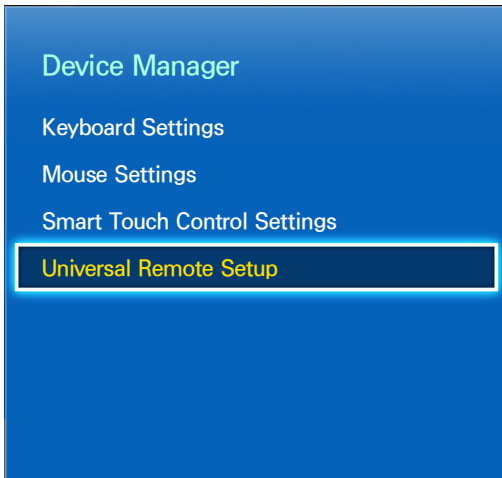 Device Manager
Keyboard Settings
Mouse Settings
Smart Touch Control Settings
Universal Remote Setup